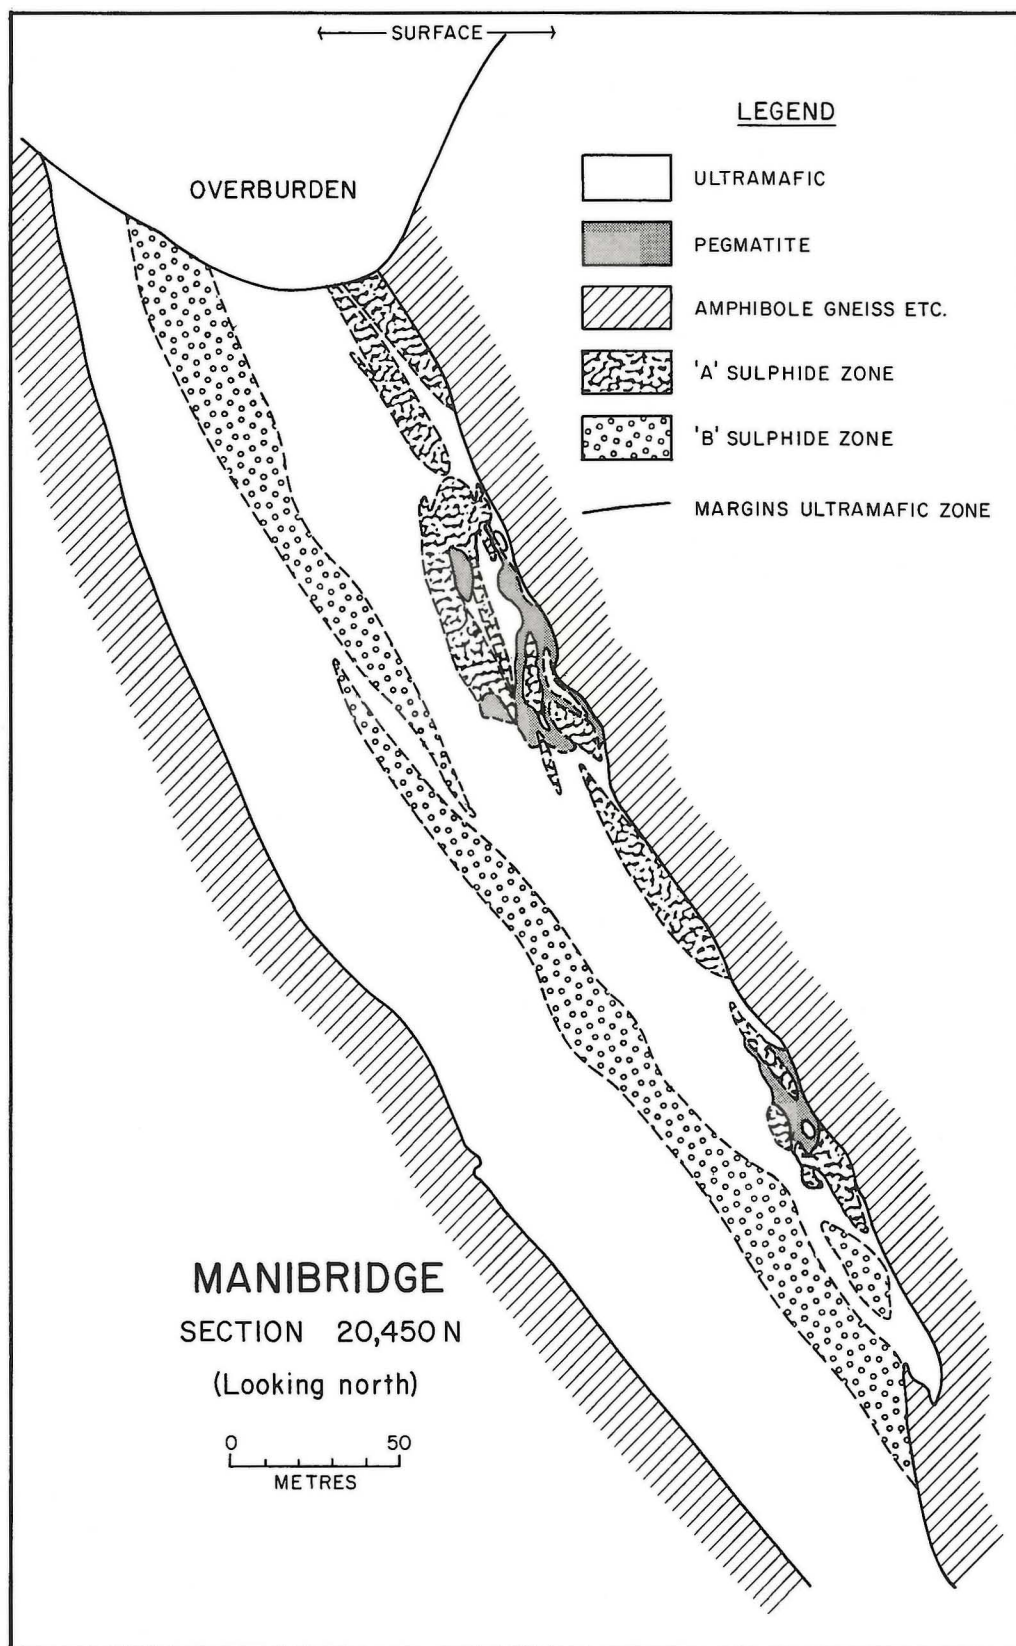 SURFACE
OVERBURDEN
LEGEND
ULTRAMAFIC
PEGMATITE
AMPHIBOLE GNEISS ETC.
'A' SULPHIDE ZONE
'B' SULPHIDE ZONE
MARGINS ULTRAMAFIC ZONE
MANIBRIDGE
SECTION 20,450 N
(Looking north)
0 50
METRES